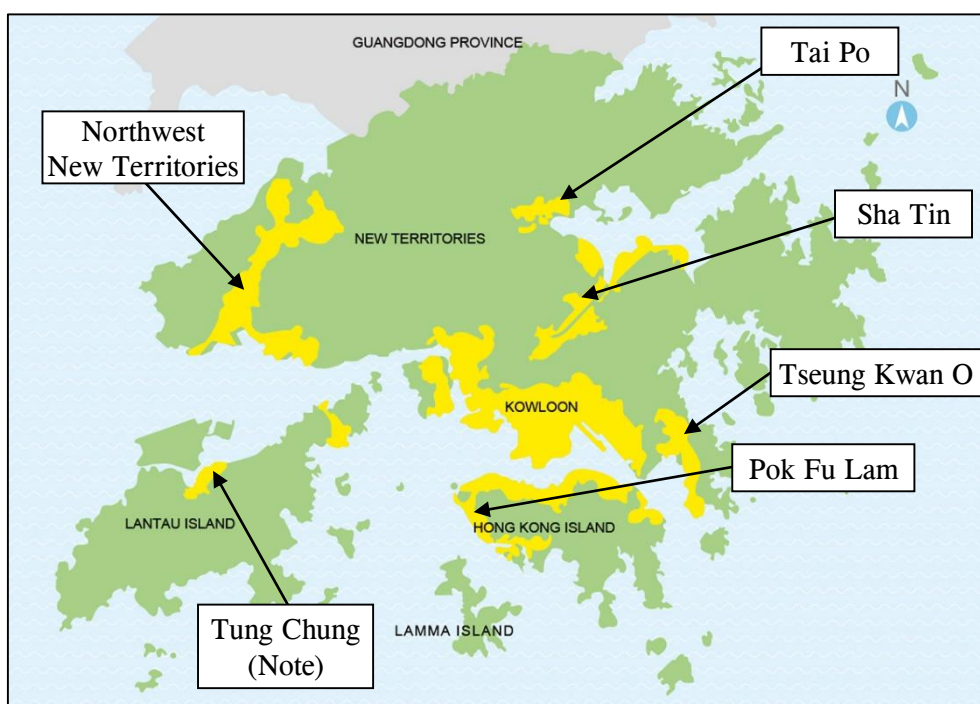 GUANGDONG PROVINCE
Tai Po
N
Northwest
New Territories
Sha Tin
NEW TERRITORIES
Tseung Kwan O
KOWLOON
Pok Fu Lam
LANTAU ISLAND
HONG KONG ISLAND
Tung Chung
(Note)
LAMMA ISLAND